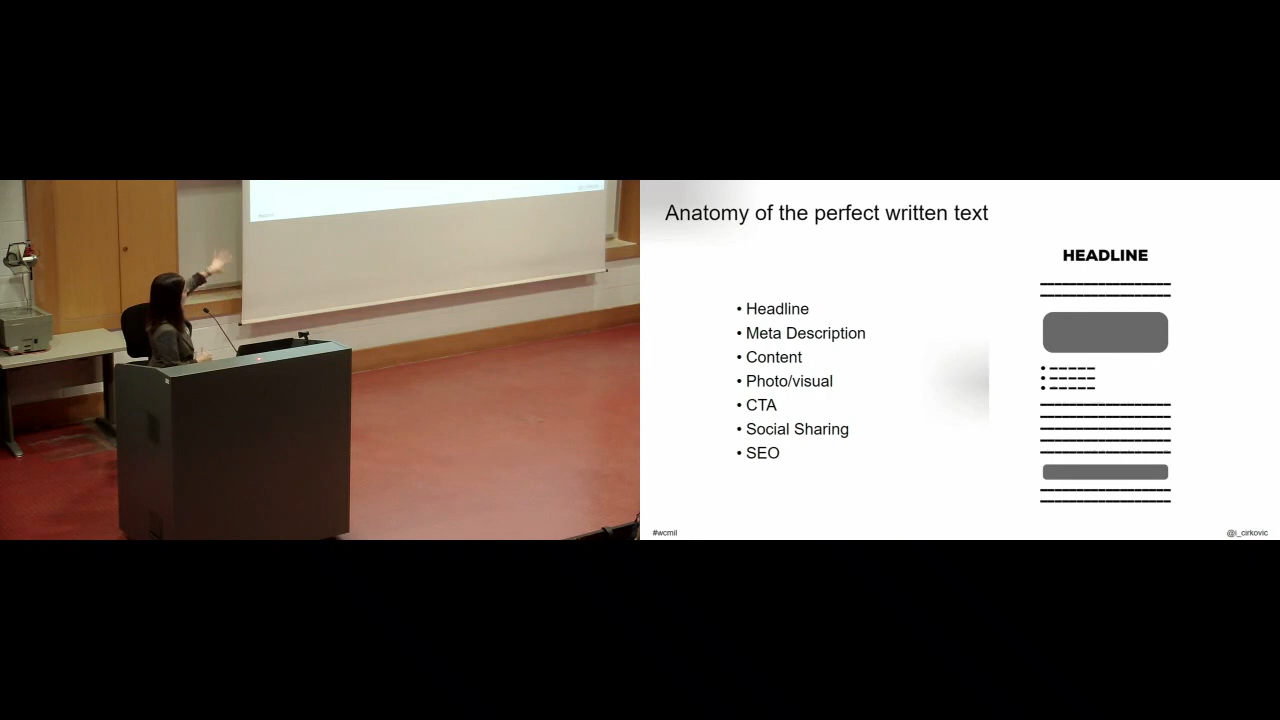 Anatomy of the perfect written text
HEADLINE
• Headline
• Meta Description
• Content
• Photo/visual
• CTA
• Social Sharing
• SEO
#wcmil
@i_cirkovic